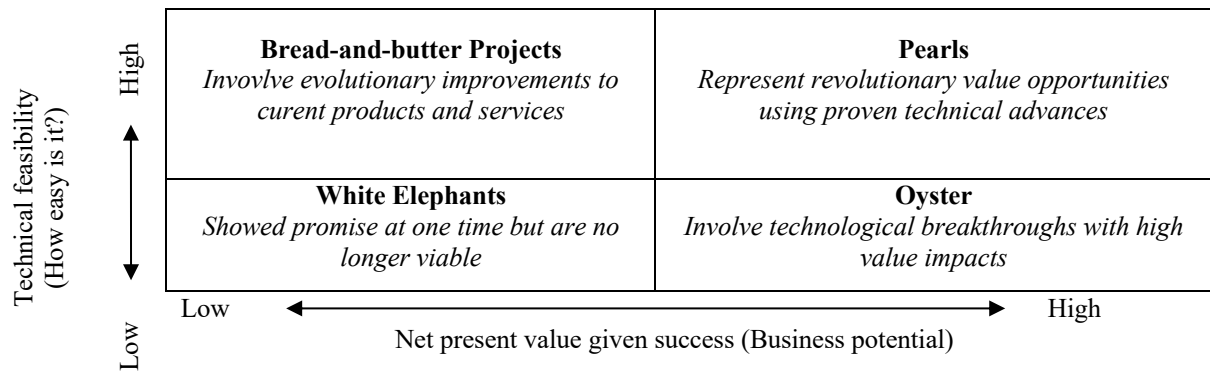 Technical feasibility
(How easy is it?)
High
Low
Bread-and-butter Projects
Invovlve evolutionary improvements to
curent products and services
Pearls
Represent revolutionary value opportunities
using proven technical advances
White Elephants
Showed promise at one time but are no
longer viable
Oyster
Involve technological breakthroughs with high
value impacts
Low
High
Net present value given success (Business potential)